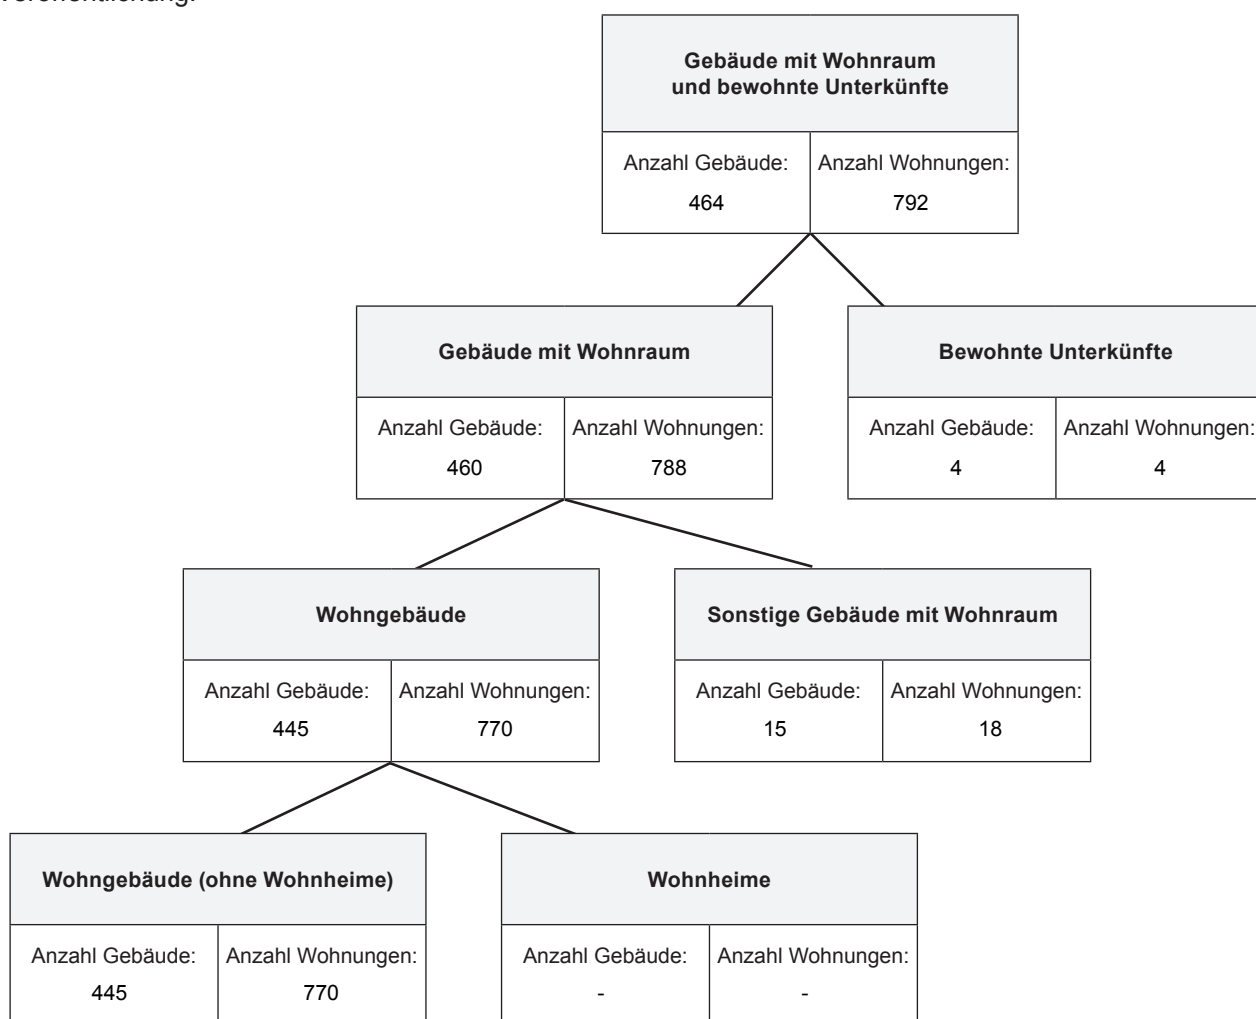 Veröffentlichung.
Gebäude mit Wohnraum
und bewohnte Unterkünfte
Anzahl Gebäude: Anzahl Wohnungen:
464 792
Gebäude mit Wohnraum Bewohnte Unterkünfte
Anzahl Gebäude: Anzahl Wohnungen: Anzahl Gebäude: Anzahl Wohnungen:
460 788 4 4
Wohngebäude Sonstige Gebäude mit Wohnraum
Anzahl Gebäude: Anzahl Wohnungen: Anzahl Gebäude: Anzahl Wohnungen:
445 770 15 18
Wohngebäude (ohne Wohnheime) Wohnheime
Anzahl Gebäude: Anzahl Wohnungen: Anzahl Gebäude: Anzahl Wohnungen:
445 770 - -